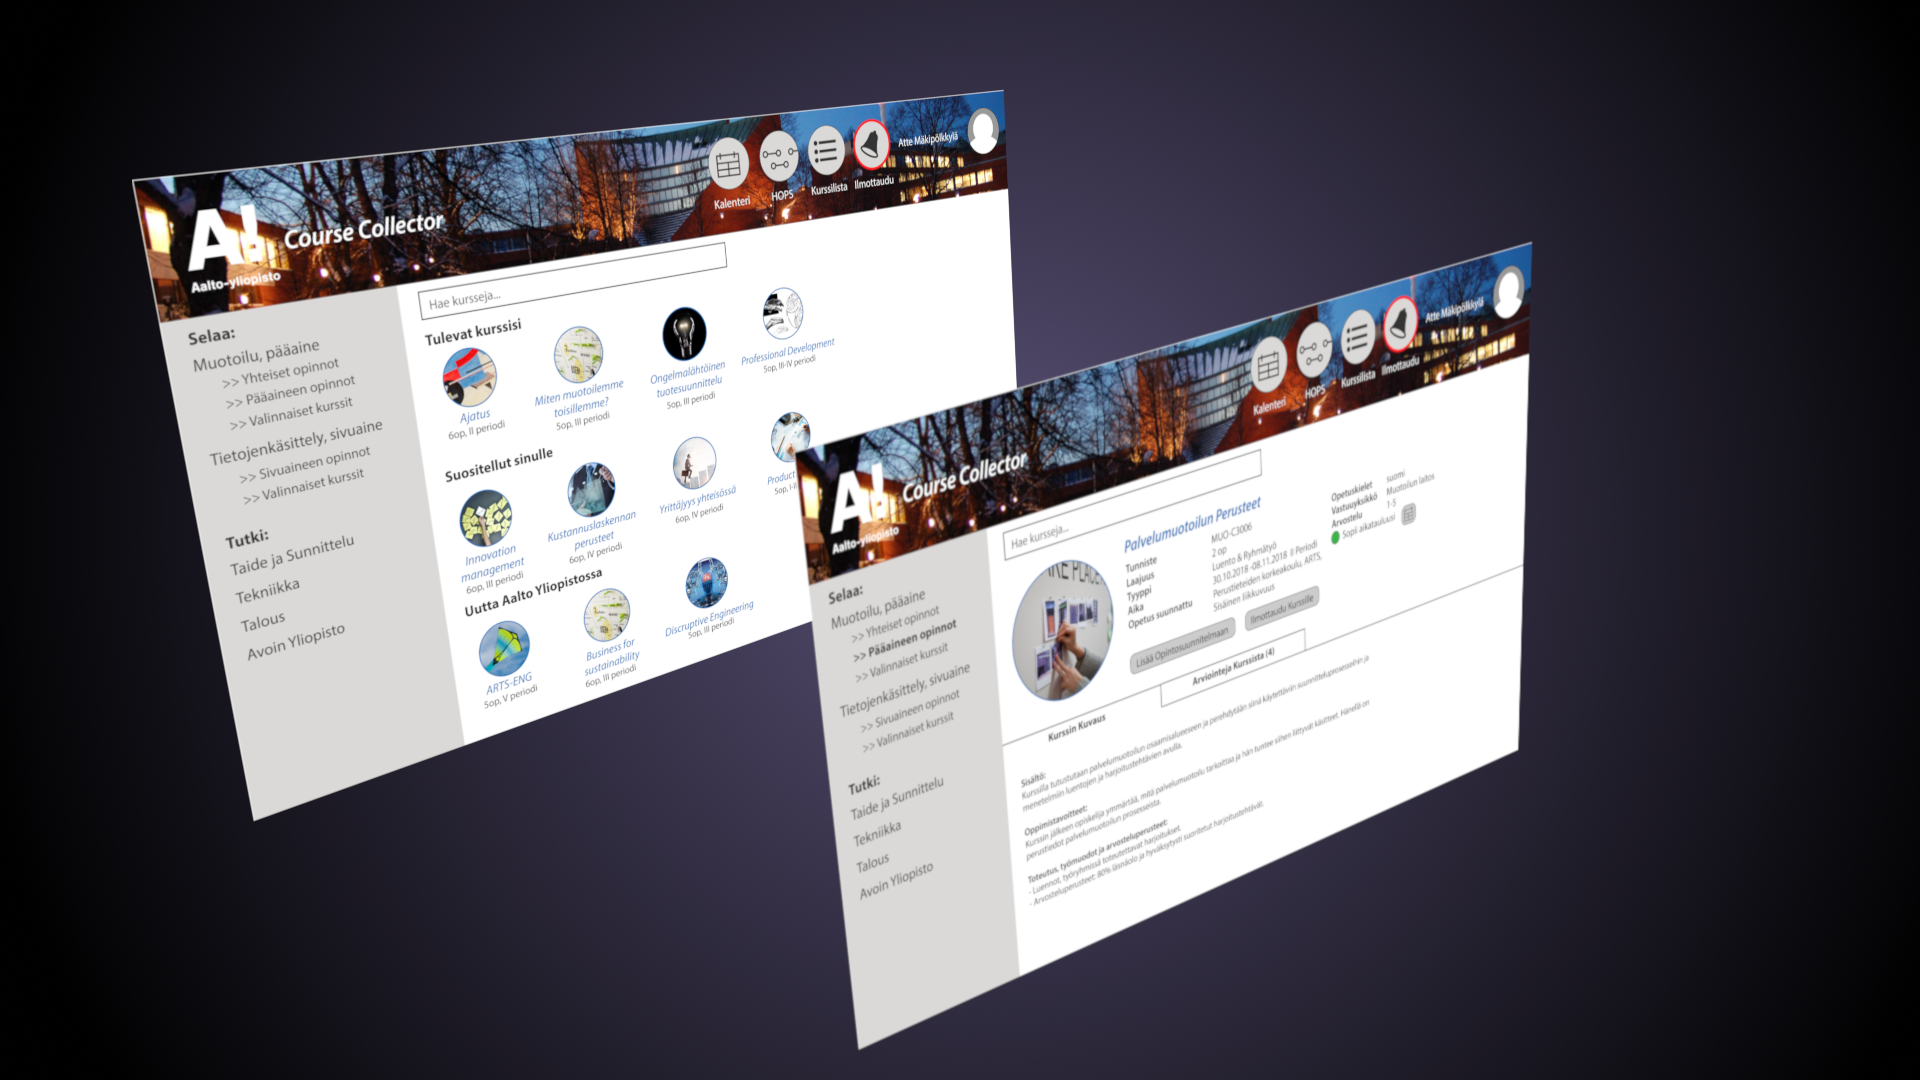 A!
Aalto-yliopisto
Course Collector
Kalenteri
HOPS
Kurssilista
Ilmottaudu
Atte Mäkipölkkylä
Hae kursseja...
Selaa:
Muotoilu, pääaine
>> Yhteiset opinnot
>> Pääaineen opinnot
>> Valinnaiset kurssit
Tietojenkäsittely, sivuaine
>> Sivuaineen opinnot
>> Valinnaiset kurssit
Tutki:
Taide ja Sunnittelu
Tekniikka
Talous
Avoin Yliopisto
Tulevat kurssisi
Ajatus
6op, II periodi
Miten muotoilemme
toisillemme?
5op, III periodi
Ongelmalähtöinen
tuotesuunnittelu
5op, III periodi
Professional Development
5op, III-IV periodi
Suositellut sinulle
Innovation
management
6op, III periodi
Kustannuslaskennan
perusteet
6op, IV periodi
Yrittäjyys yhteisössä
6op, IV periodi
Product
5op, I-II
Uutta Aalto Yliopistossa
ARTS-ENG
5op, V periodi
Business for
sustainability
6op, III periodi
Discruptive Engineering
5op, III periodi
A!
Aalto-yliopisto
Course Collector
Kalenteri
HOPS
Kurssilista
Ilmottaudu
Atte Mäkipölkkylä
Hae kursseja...
Selaa:
Muotoilu, pääaine
>> Yhteiset opinnot
>> Pääaineen opinnot
>> Valinnaiset kurssit
Tietojenkäsittely, sivuaine
>> Sivuaineen opinnot
>> Valinnaiset kurssit
Tutki:
Taide ja Sunnittelu
Tekniikka
Talous
Avoin Yliopisto
Palvelumuotoilun Perusteet
Tunniste MUO-C3006
Laajuus 2 op
Tyyppi Luento & Ryhmätyö
Aika 30.10.2018 -08.11.2018 II Periodi
Opetus suunnattu Perustieteiden korkeakoulu, ARTS,
Sisäinen liikkuvuus
Opetuskielet suomi
Vastuuyksikkö Muotoilun laitos
Arvostelu 1-5
Sopii aikatauluusi
Lisää Opintosuunnitelmaan
Ilmottaudu Kurssille
Kurssin Kuvaus
Arviointeja Kurssista (4)
Sisältö:
Kurssilla tutustutaan palvelumuotoilun osaamisalueeseen ja perehdytään siinä käytettäviin suunnitteluprosesseihin ja
menetelmiin luentojen ja harjoitustehtävien avulla.
Oppimistavoitteet:
Kurssin jälkeen opiskelija ymmärtää, mitä palvelumuotoilu tarkoittaa ja hän tuntee siihen liittyvät käsitteet. Hänellä on
perustiedot palvelumuotoilun prosesseista.
Toteutus, työmuodot ja arvosteluperusteet:
- Luennot, työryhmissä toteutettavat harjoitukset.
- Arvosteluperusteet: 80% läsnäolo ja hyväksytysti suoritetut harjoitustehtävät.